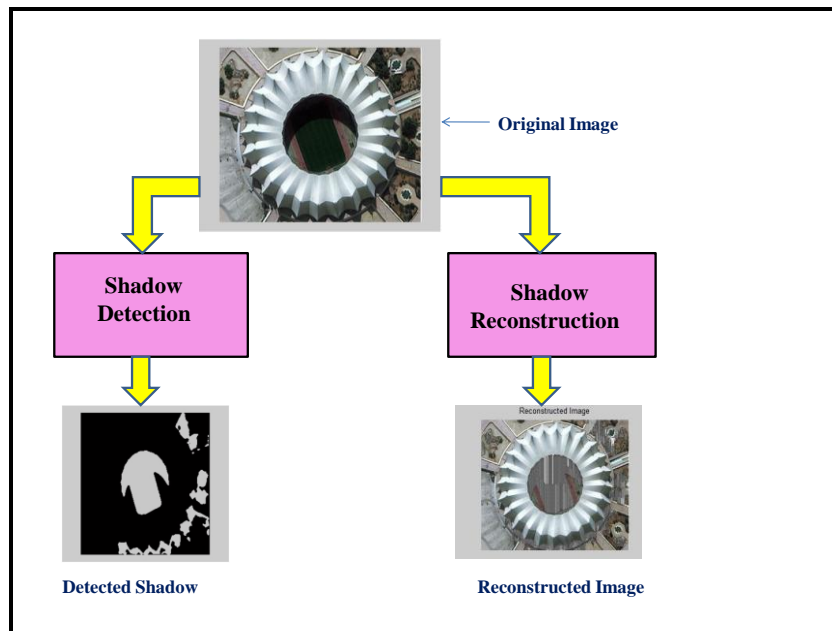 Original Image
Shadow
Detection
Shadow
Reconstruction
Reconstructed Image
Detected Shadow
Reconstructed Image